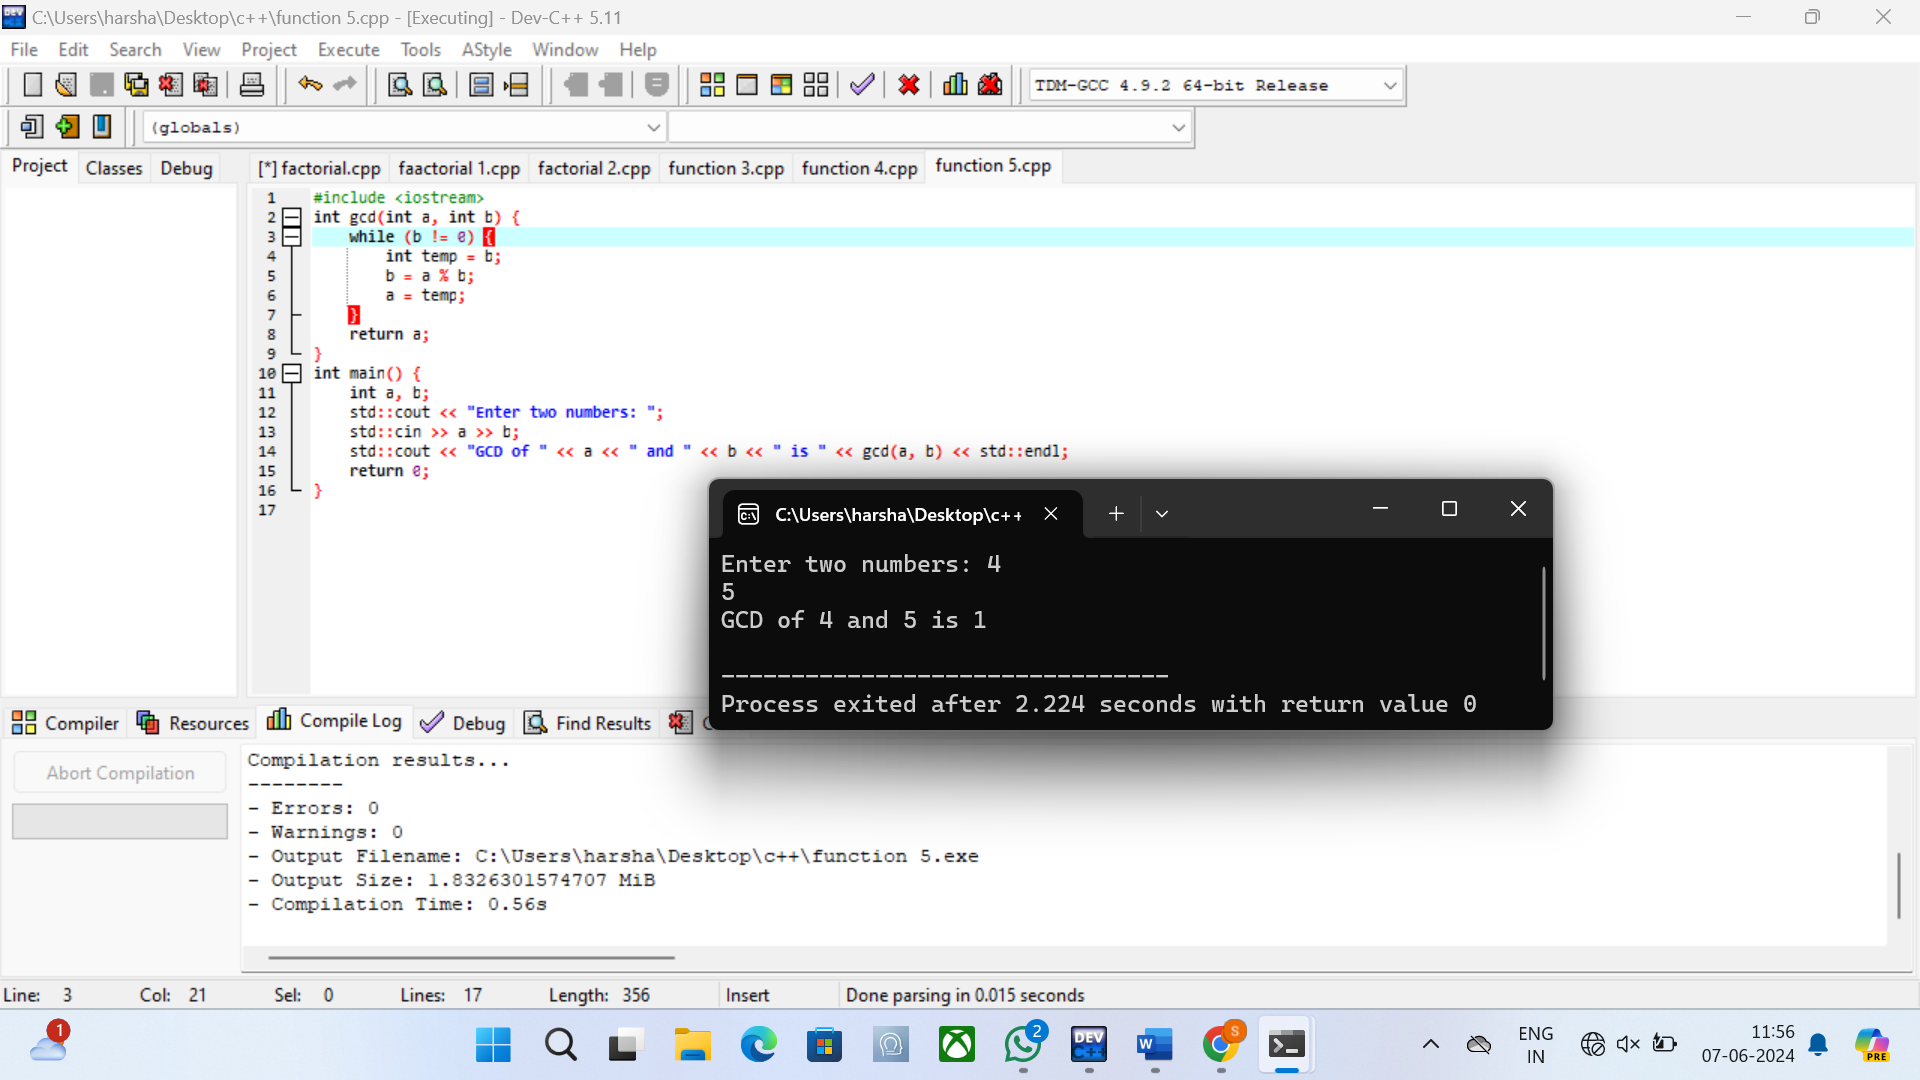 C:\Users\harsha\Desktop\c++\function 5.cpp - [Executing] - Dev-C++ 5.11
File Edit Search View Project Execute Tools AStyle Window Help
TDM-GCC 4.9.2 64-bit Release
(globals)
Project Classes Debug [*] factorial.cpp faactorial 1.cpp factorial 2.cpp function 3.cpp function 4.cpp function 5.cpp
1 #include <iostream>
2 int gcd(int a, int b) {
3 while (b != 0) {
4 int temp = b;
5 b = a % b;
6 a = temp;
7 }
8 return a;
9 }
10 int main() {
11 int a, b;
12 std::cout << "Enter two numbers: ";
13 std::cin >> a >> b;
14 std::cout << "GCD of " << a << " and " << b << " is " << gcd(a, b) << std::endl;
15 return 0;
16 }
17
C:\Users\harsha\Desktop\c++
Enter two numbers: 4
5
GCD of 4 and 5 is 1
--------------------------------
Process exited after 2.224 seconds with return value 0
Compiler Resources Compile Log Debug Find Results
Abort Compilation
Compilation results...
--------
- Errors: 0
- Warnings: 0
- Output Filename: C:\Users\harsha\Desktop\c++\function 5.exe
- Output Size: 1.8326301574707 MiB
- Compilation Time: 0.56s
Line: 3 Col: 21 Sel: 0 Lines: 17 Length: 356 Insert Done parsing in 0.015 seconds
1
2
DEV C++
W
S
ENG
IN
11:56
07-06-2024
PRE